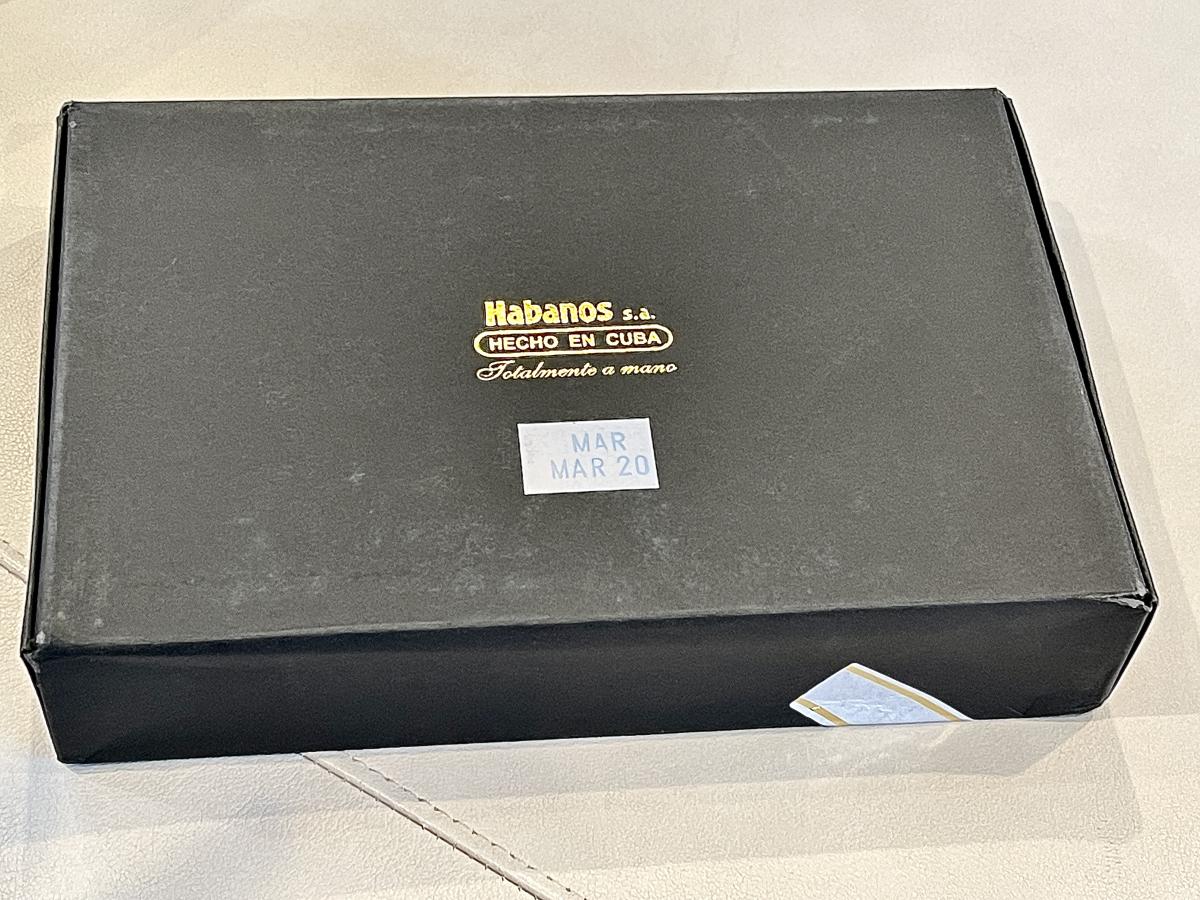 Habanos s.a.
HECHO EN CUBA
Totalmente a mano
MAR
MAR 20